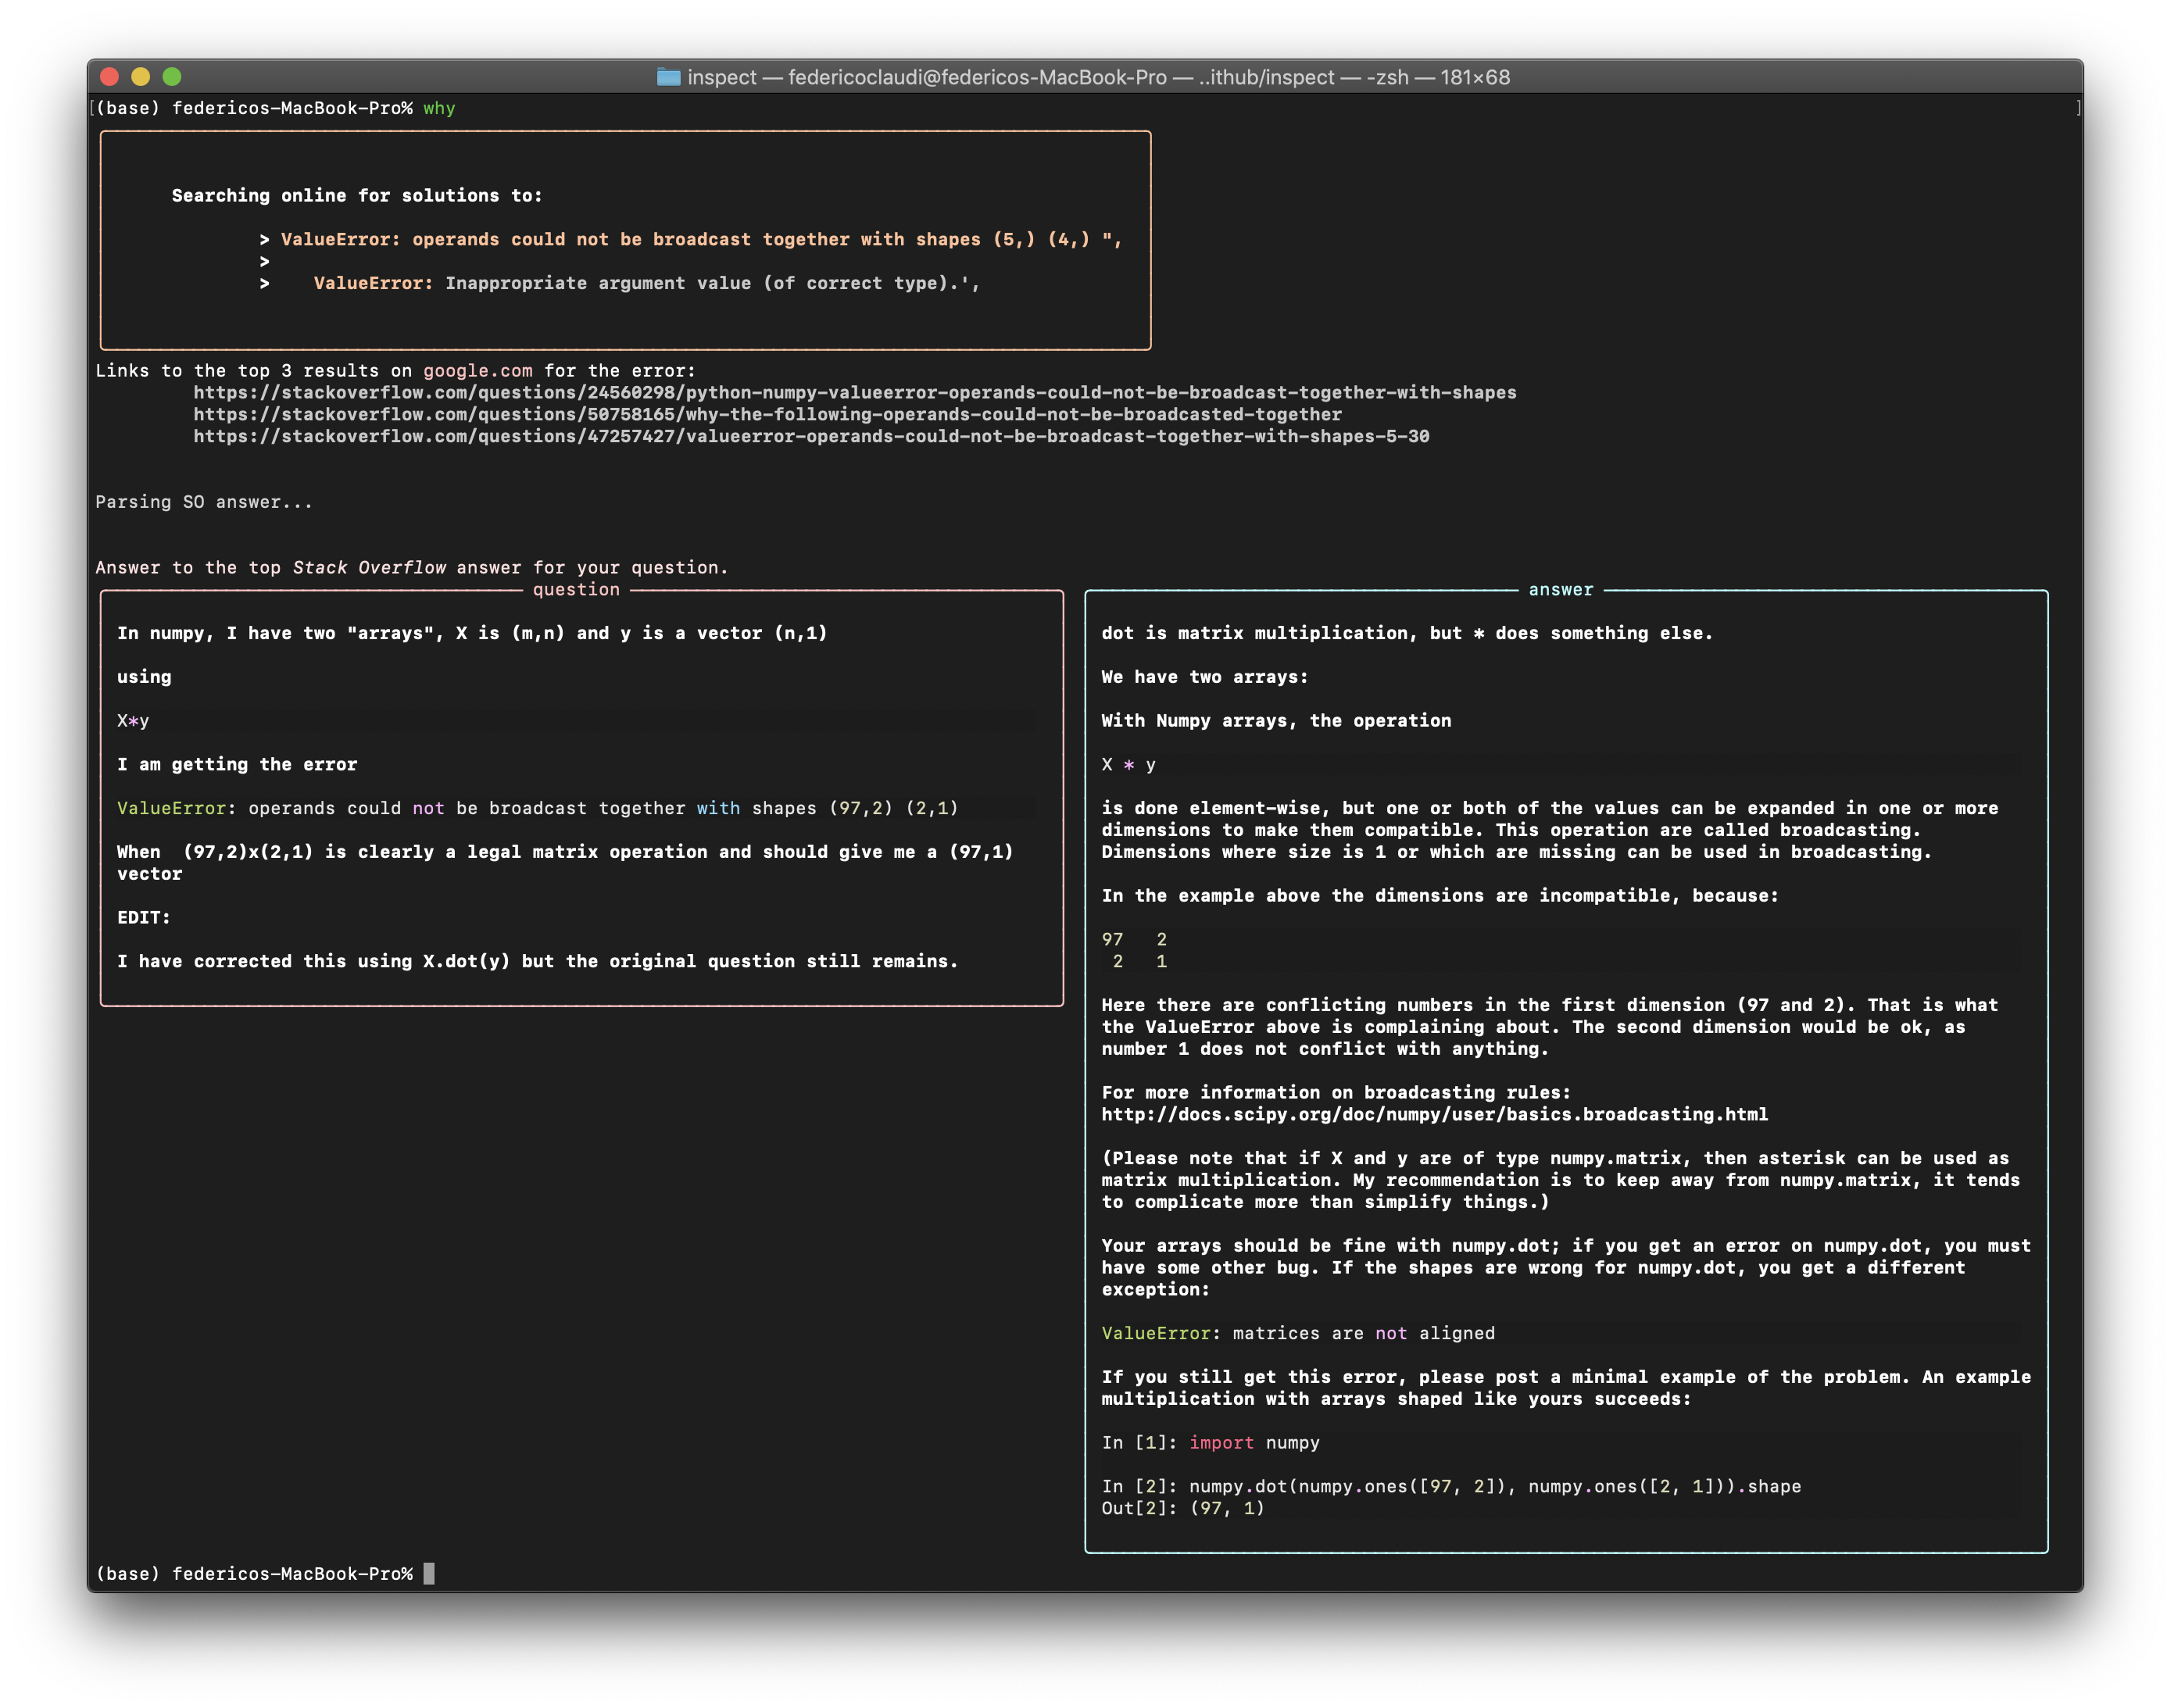 inspect — federicoclaudi@federicos-MacBook-Pro — ..ithub/inspect — -zsh — 181×68
[(base) federicos-MacBook-Pro% why ]
Searching online for solutions to:
> ValueError: operands could not be broadcast together with shapes (5,) (4,) ",
>
> ValueError: Inappropriate argument value (of correct type).',
Links to the top 3 results on google.com for the error:
https://stackoverflow.com/questions/24560298/python-numpy-valueerror-operands-could-not-be-broadcast-together-with-shapes
https://stackoverflow.com/questions/50758165/why-the-following-operands-could-not-be-broadcasted-together
https://stackoverflow.com/questions/47257427/valueerror-operands-could-not-be-broadcast-together-with-shapes-5-30
Parsing SO answer...
Answer to the top Stack Overflow answer for your question.
question
In numpy, I have two "arrays", X is (m,n) and y is a vector (n,1)
using
X*y
I am getting the error
ValueError: operands could not be broadcast together with shapes (97,2) (2,1)
When  (97,2)x(2,1) is clearly a legal matrix operation and should give me a (97,1)
vector
EDIT:
I have corrected this using X.dot(y) but the original question still remains.
answer
dot is matrix multiplication, but * does something else.
We have two arrays:
With Numpy arrays, the operation
X * y
is done element-wise, but one or both of the values can be expanded in one or more
dimensions to make them compatible. This operation are called broadcasting.
Dimensions where size is 1 or which are missing can be used in broadcasting.
In the example above the dimensions are incompatible, because:
97   2
2   1
Here there are conflicting numbers in the first dimension (97 and 2). That is what
the ValueError above is complaining about. The second dimension would be ok, as
number 1 does not conflict with anything.
For more information on broadcasting rules:
http://docs.scipy.org/doc/numpy/user/basics.broadcasting.html
(Please note that if X and y are of type numpy.matrix, then asterisk can be used as
matrix multiplication. My recommendation is to keep away from numpy.matrix, it tends
to complicate more than simplify things.)
Your arrays should be fine with numpy.dot; if you get an error on numpy.dot, you must
have some other bug. If the shapes are wrong for numpy.dot, you get a different
exception:
ValueError: matrices are not aligned
If you still get this error, please post a minimal example of the problem. An example
multiplication with arrays shaped like yours succeeds:
In [1]: import numpy
In [2]: numpy.dot(numpy.ones([97, 2]), numpy.ones([2, 1])).shape
Out[2]: (97, 1)
(base) federicos-MacBook-Pro%